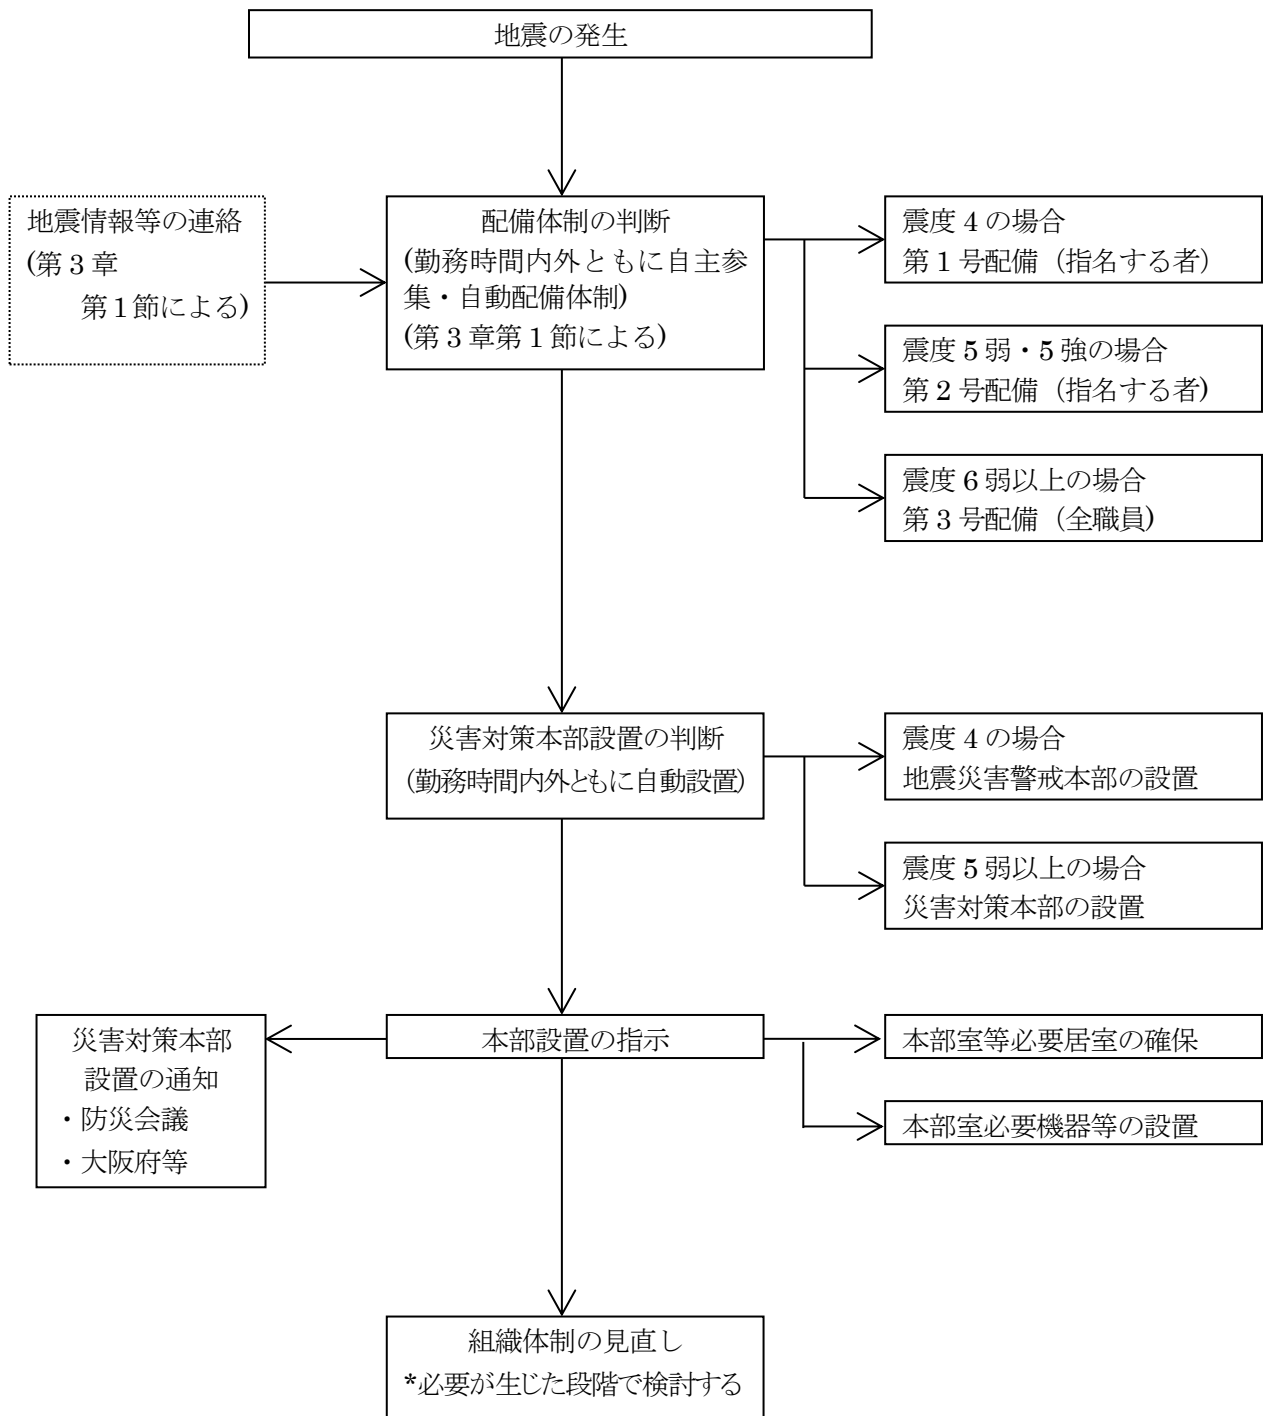 地震の発生
地震情報等の連絡
(第3章
第1節による)
配備体制の判断
(勤務時間内外ともに自主参
集・自動配備体制)
(第3章第1節による)
震度4の場合
第1号配備（指名する者）
震度5弱・5強の場合
第2号配備（指名する者)
震度6弱以上の場合
第3号配備（全職員)
災害対策本部設置の判断
(勤務時間内外ともに自動設置)
震度4の場合
地震災害警戒本部の設置
震度5弱以上の場合
災害対策本部の設置
災害対策本部
設置の通知
・防災会議
・大阪府等
本部設置の指示
本部室等必要居室の確保
本部室必要機器等の設置
組織体制の見直し
*必要が生じた段階で検討する